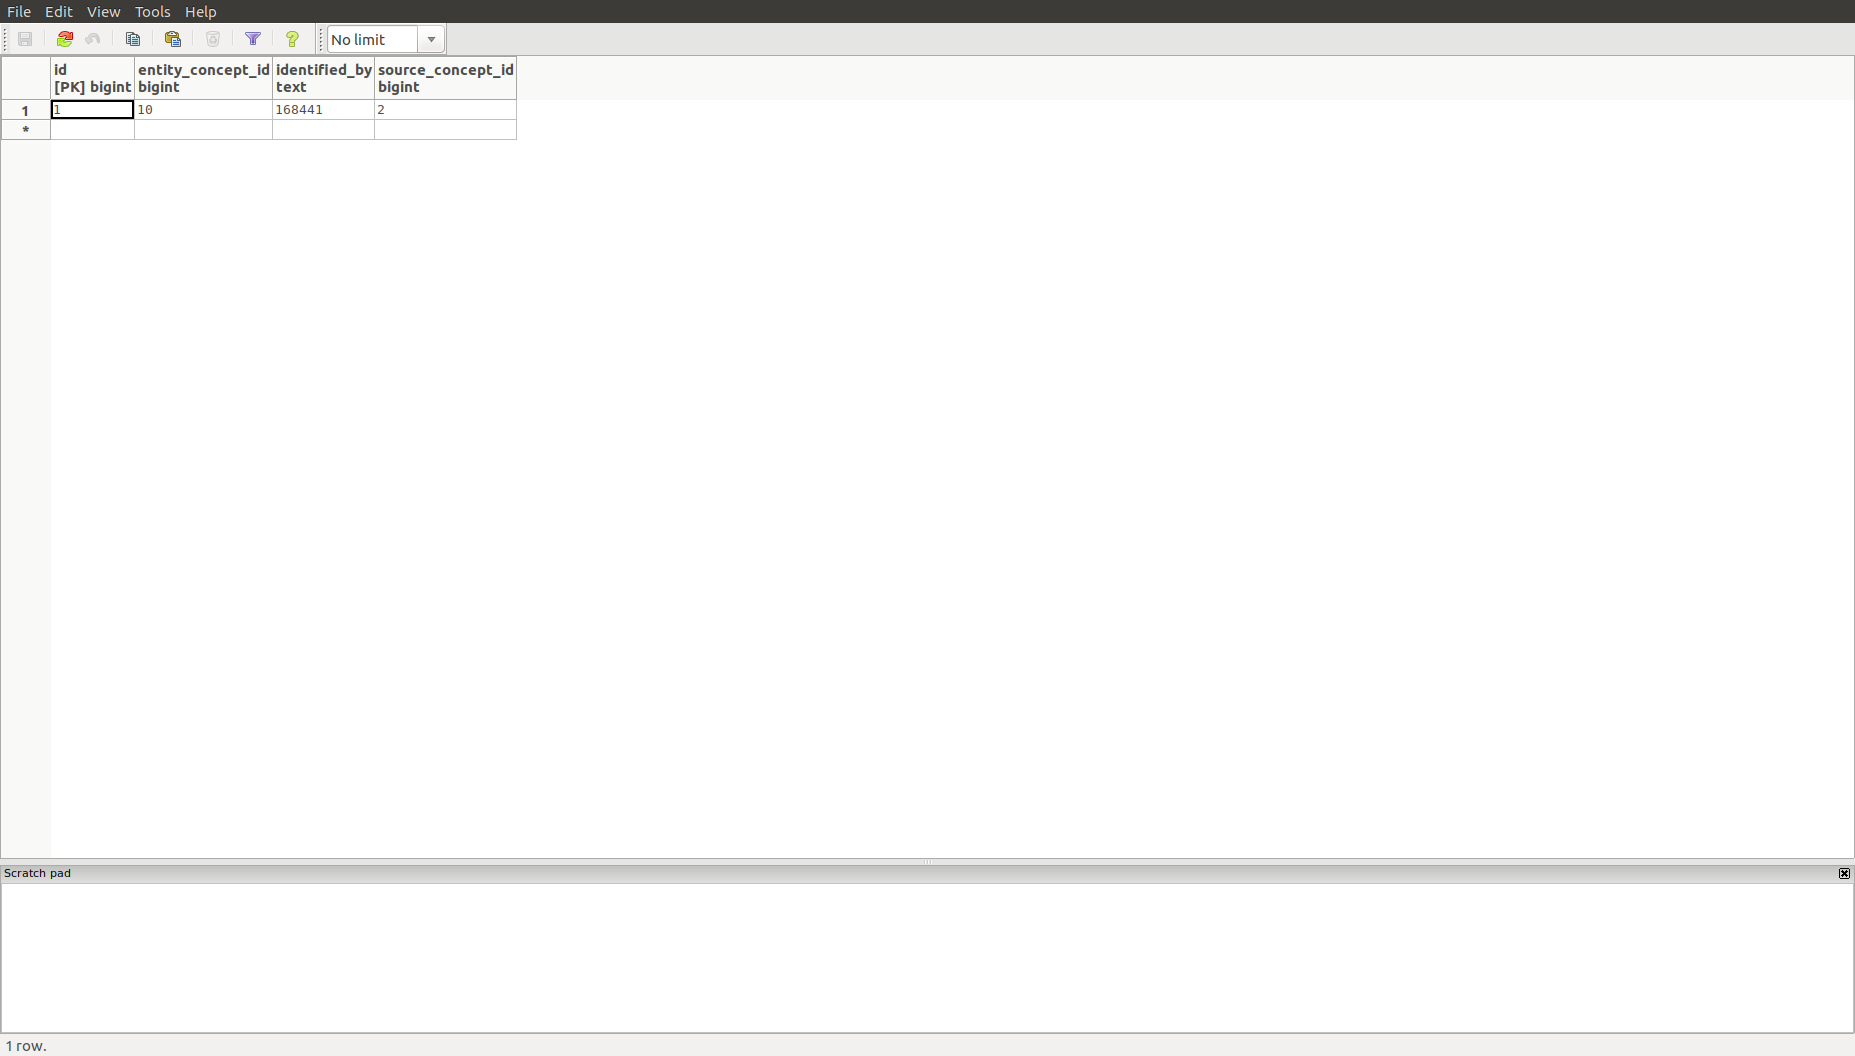 File Edit View Tools Help
No limit
id entity_concept_id identified_by source_concept_id
[PK] bigint bigint text bigint
1 1 10 168441 2
*
Scratch pad
1 row.